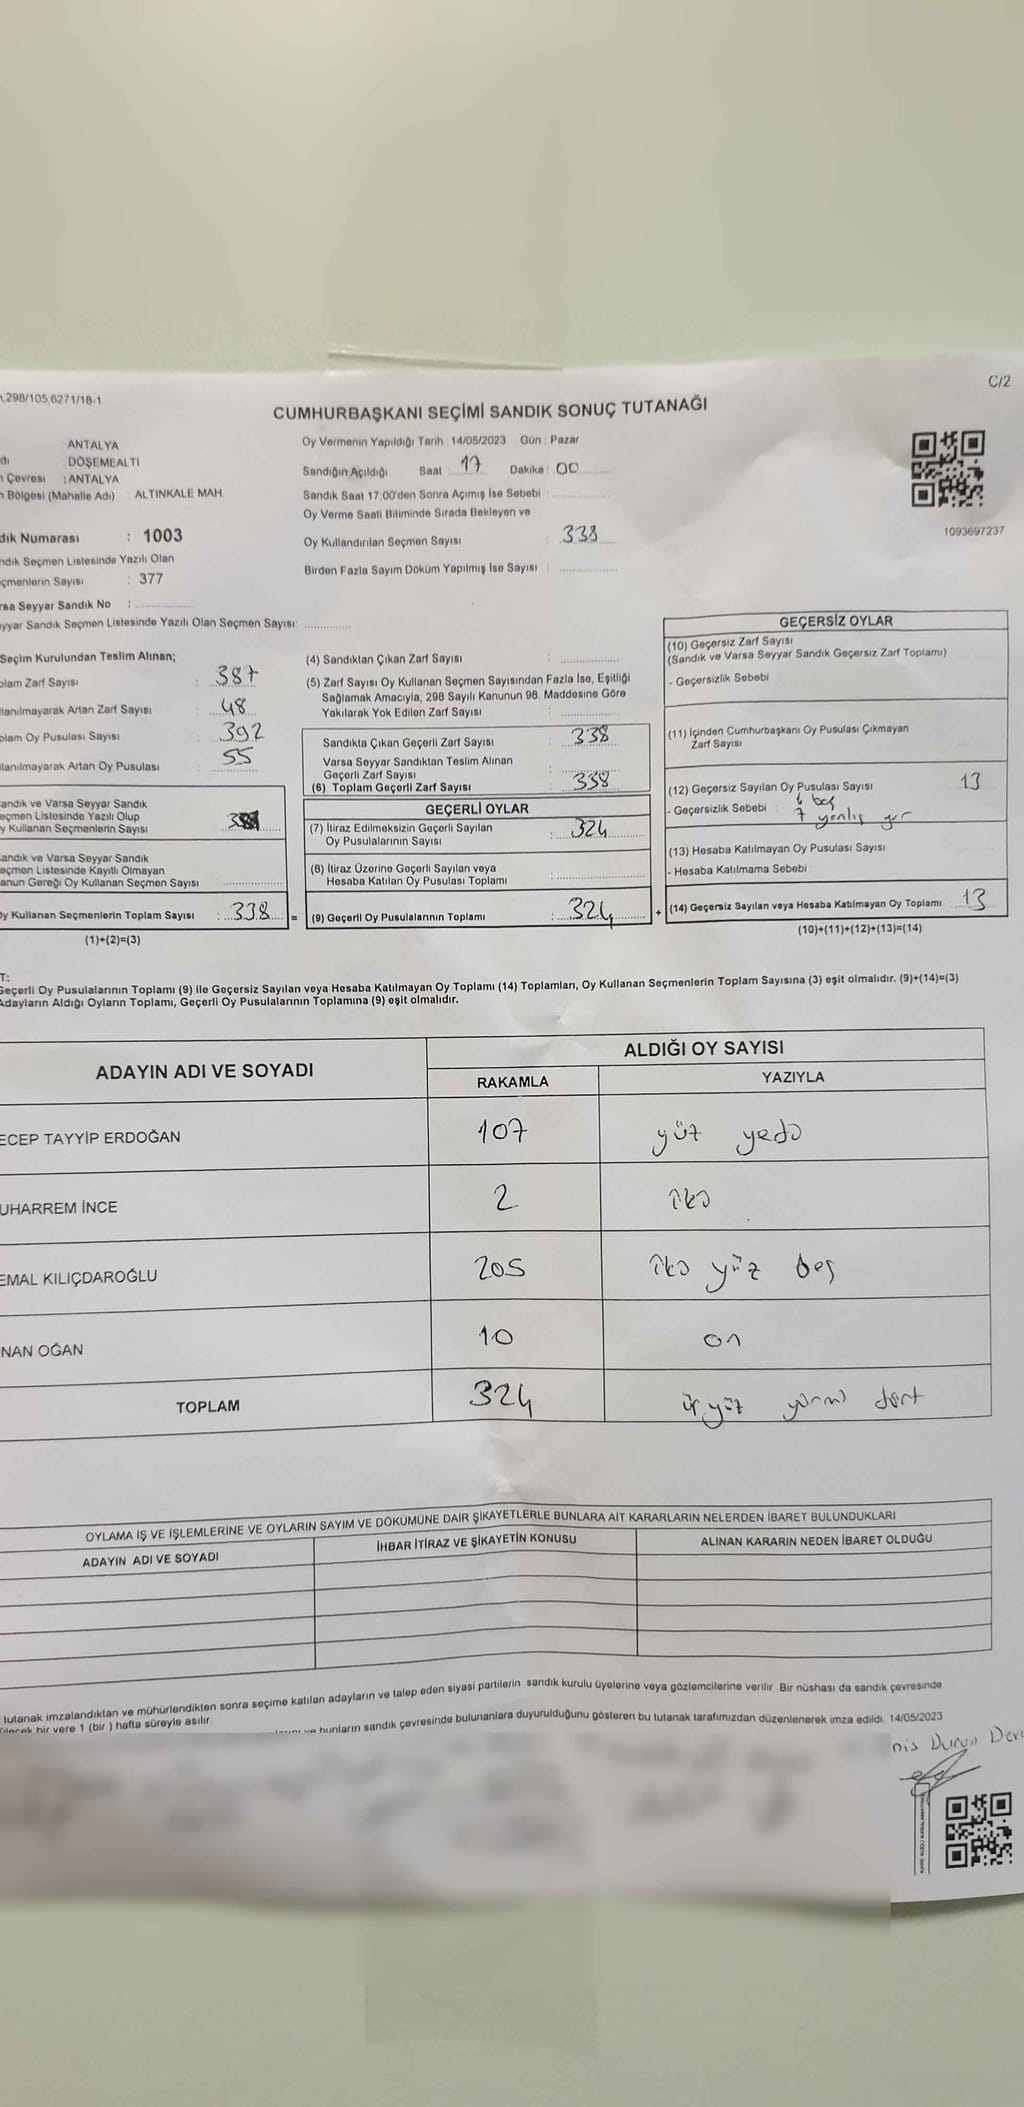 298/105,6271/18-1
C/2
CUMHURBAŞKANI SEÇİMİ SANDIK SONUÇ TUTANAĞI
ANTALYA
DÖŞEMEALTI
Çevresi : ANTALYA
Bölgesi (Mahalle Adı) : ALTINKALE MAH.
dık Numarası : 1003
ndık Seçmen Listesinde Yazılı Olan
çmenlerin Sayısı : 377
rsa Seyyar Sandık No :
yyar Sandık Seçmen Listesinde Yazılı Olan Seçmen Sayısı:
Oy Vermenin Yapıldığı Tarih : 14/05/2023 Gün : Pazar
Sandığın Açıldığı Saat : 17 Dakika : 00
Sandık Saat 17:00'den Sonra Açılmış İse Sebebi :
Oy Verme Saati Bitiminde Sırada Bekleyen ve
Oy Kullandırılan Seçmen Sayısı : 338
Birden Fazla Sayım Döküm Yapılmış İse Sayısı :
1093697237
Seçim Kurulundan Teslim Alınan;
plam Zarf Sayısı : 387
llanılmayarak Artan Zarf Sayısı : 48
plam Oy Pusulası Sayısı : 392
llanılmayarak Artan Oy Pusulası : 55
andık ve Varsa Seyyar Sandık
eçmen Listesinde Yazılı Olup
y Kullanan Seçmenlerin Sayısı
andık ve Varsa Seyyar Sandık
eçmen Listesinde Kayıtlı Olmayan
anun Gereği Oy Kullanan Seçmen Sayısı
y Kullanan Seçmenlerin Toplam Sayısı : 338 =
(1)+(2)=(3)
(4) Sandıktan Çıkan Zarf Sayısı :
(5) Zarf Sayısı Oy Kullanan Seçmen Sayısından Fazla İse, Eşitliği
Sağlamak Amacıyla, 298 Sayılı Kanunun 98. Maddesine Göre
Yakılarak Yok Edilen Zarf Sayısı :
Sandıkta Çıkan Geçerli Zarf Sayısı : 338
Varsa Seyyar Sandıktan Teslim Alınan
Geçerli Zarf Sayısı :
(6) Toplam Geçerli Zarf Sayısı : 338
GEÇERLİ OYLAR
(7) İtiraz Edilmeksizin Geçerli Sayılan
Oy Pusulalarının Sayısı : 324
(8) İtiraz Üzerine Geçerli Sayılan veya
Hesaba Katılan Oy Pusulası Toplamı :
(9) Geçerli Oy Pusulalarının Toplamı : 324 +
GEÇERSİZ OYLAR
(10) Geçersiz Zarf Sayısı
(Sandık ve Varsa Seyyar Sandık Geçersiz Zarf Toplamı)
- Geçersizlik Sebebi
(11) İçinden Cumhurbaşkanı Oy Pusulası Çıkmayan
Zarf Sayısı
(12) Geçersiz Sayılan Oy Pusulası Sayısı 13
- Geçersizlik Sebebi : 6 boş
7 yanlış yer
(13) Hesaba Katılmayan Oy Pusulası Sayısı
- Hesaba Katılmama Sebebi
(14) Geçersiz Sayılan veya Hesaba Katılmayan Oy Toplamı 13
(10)+(11)+(12)+(13)=(14)
T:
Geçerli Oy Pusulalarının Toplamı (9) ile Geçersiz Sayılan veya Hesaba Katılmayan Oy Toplamı (14) Toplamları, Oy Kullanan Seçmenlerin Toplam Sayısına (3) eşit olmalıdır. (9)+(14)=(3)
Adayların Aldığı Oyların Toplamı, Geçerli Oy Pusulalarının Toplamına (9) eşit olmalıdır.
ADAYIN ADI VE SOYADI
ALDIĞI OY SAYISI
RAKAMLA YAZIYLA
ECEP TAYYİP ERDOĞAN 107 yüz yedi
UHARREM İNCE 2 iki
EMAL KILIÇDAROĞLU 205 iki yüz beş
NAN OĞAN 10 on
TOPLAM 324 üç yüz yirmi dört
OYLAMA İŞ VE İŞLEMLERİNE VE OYLARIN SAYIM VE DÖKÜMÜNE DAİR ŞİKAYETLERLE BUNLARA AİT KARARLARIN NELERDEN İBARET BULUNDUKLARI
ADAYIN ADI VE SOYADI İHBAR İTİRAZ VE ŞİKAYETİN KONUSU ALINAN KARARIN NEDEN İBARET OLDUĞU
tutanak imzalandıktan ve mühürlendikten sonra seçime katılan adayların ve talep eden siyasi partilerin sandık kurulu üyelerine veya gözlemcilerine verilir. Bir nüshası da sandık çevresinde
bir yere 1 (bir) hafta süreyle asılır.
ve bunların sandık çevresinde bulunanlara duyurulduğunu gösteren bu tutanak tarafımızdan düzenlenerek imza edildi. 14/05/2023